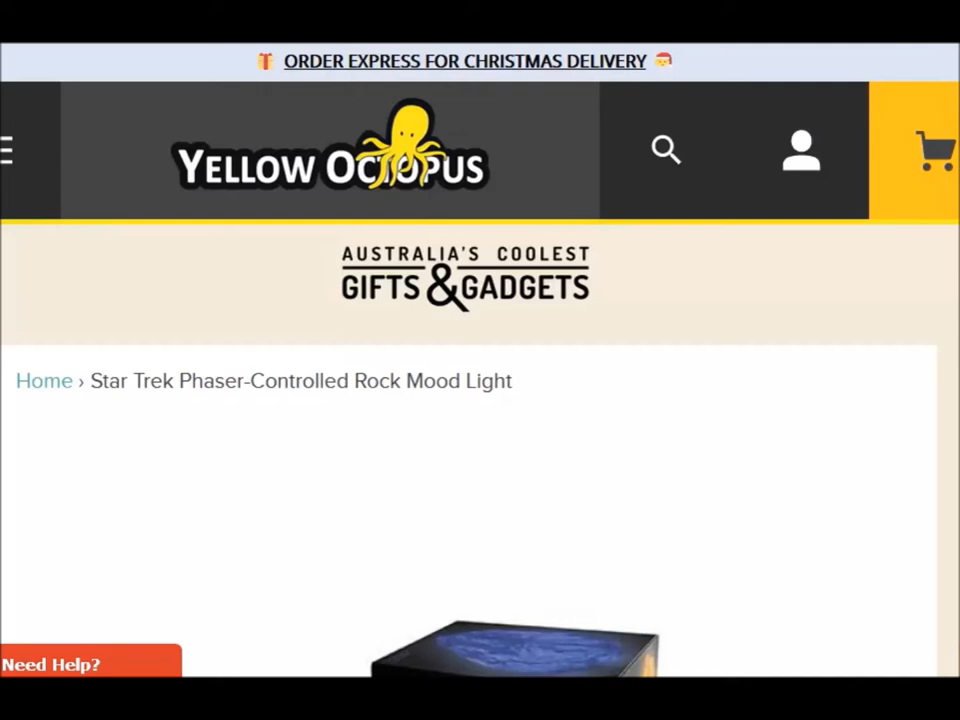 ORDER EXPRESS FOR CHRISTMAS DELIVERY
YELLOW OCTOPUS
AUSTRALIA'S COOLEST
GIFTS & GADGETS
Home › Star Trek Phaser-Controlled Rock Mood Light
Need Help?